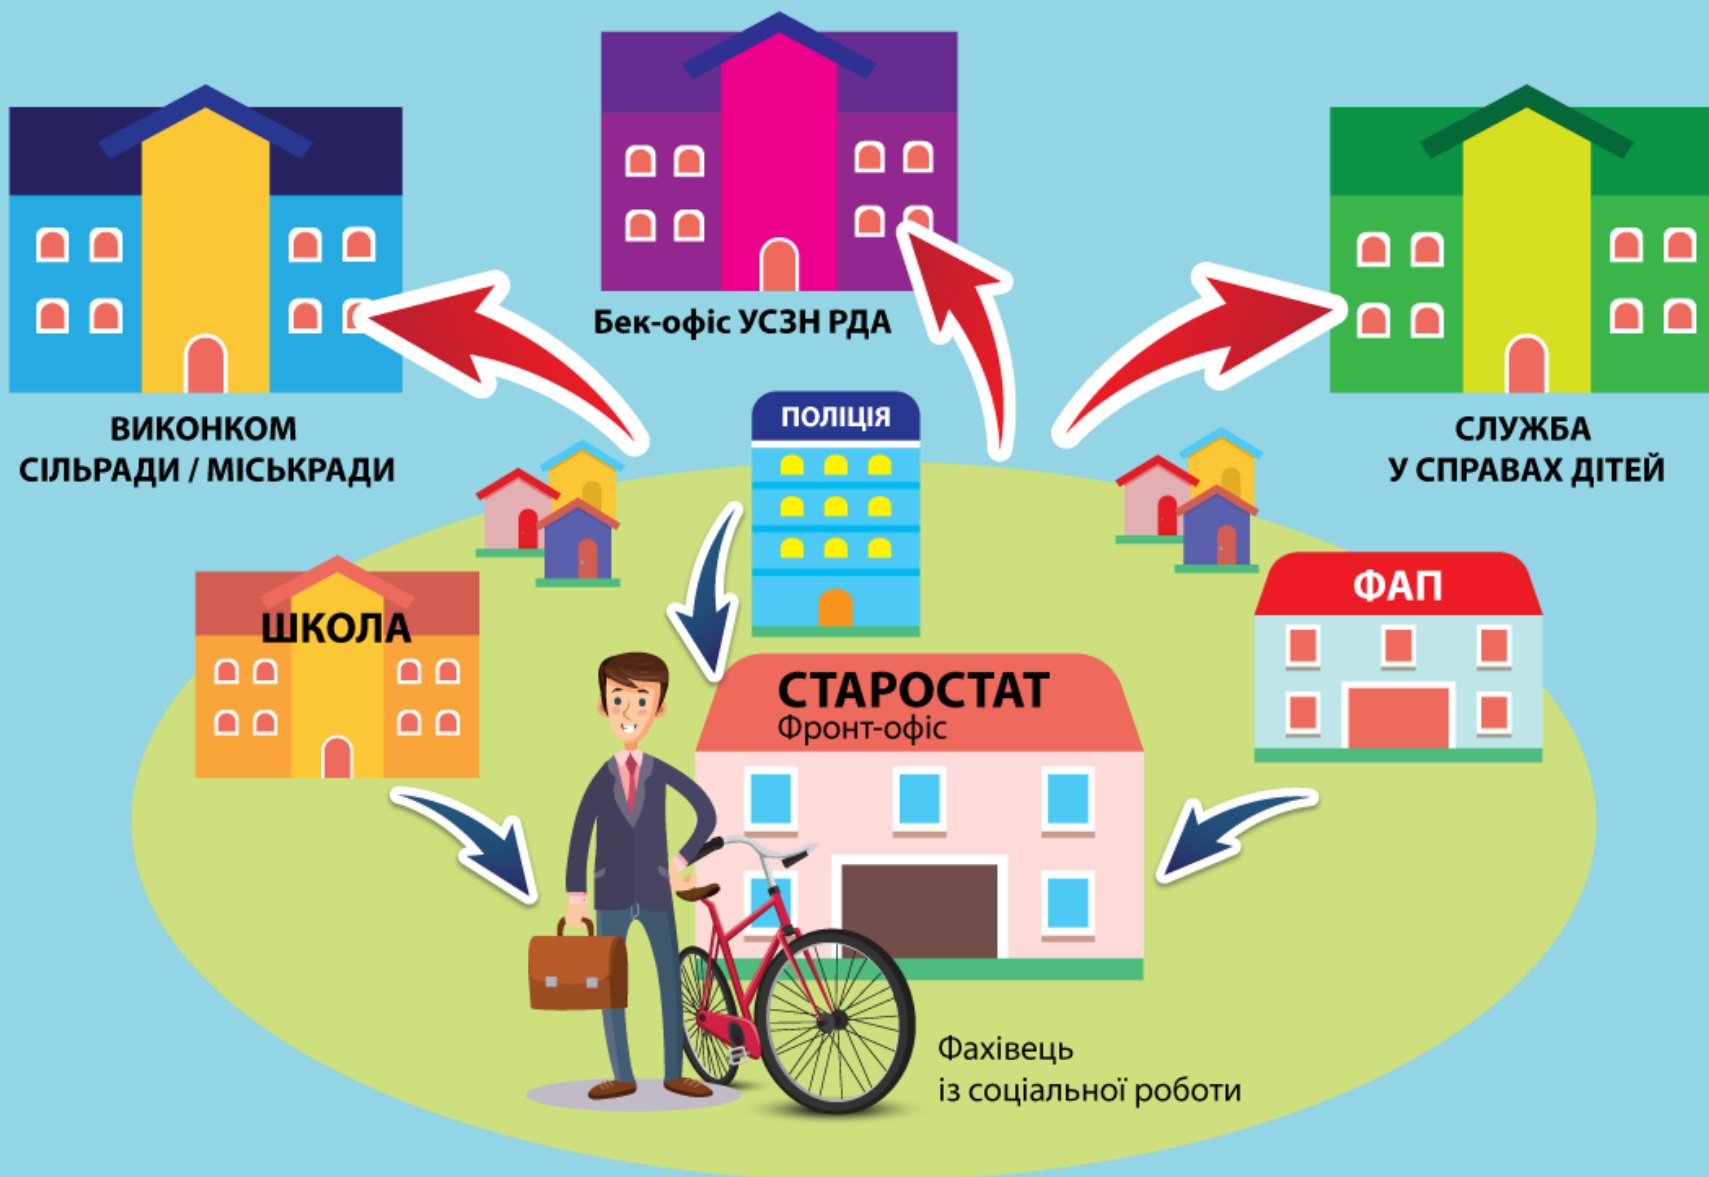 Бек-офіс УСЗН РДА
ВИКОНКОМ
СІЛЬРАДИ / МІСЬКРАДИ
СЛУЖБА
У СПРАВАХ ДІТЕЙ
ПОЛІЦІЯ
ШКОЛА
ФАП
СТАРОСТАТ
Фронт-офіс
Фахівець
із соціальної роботи